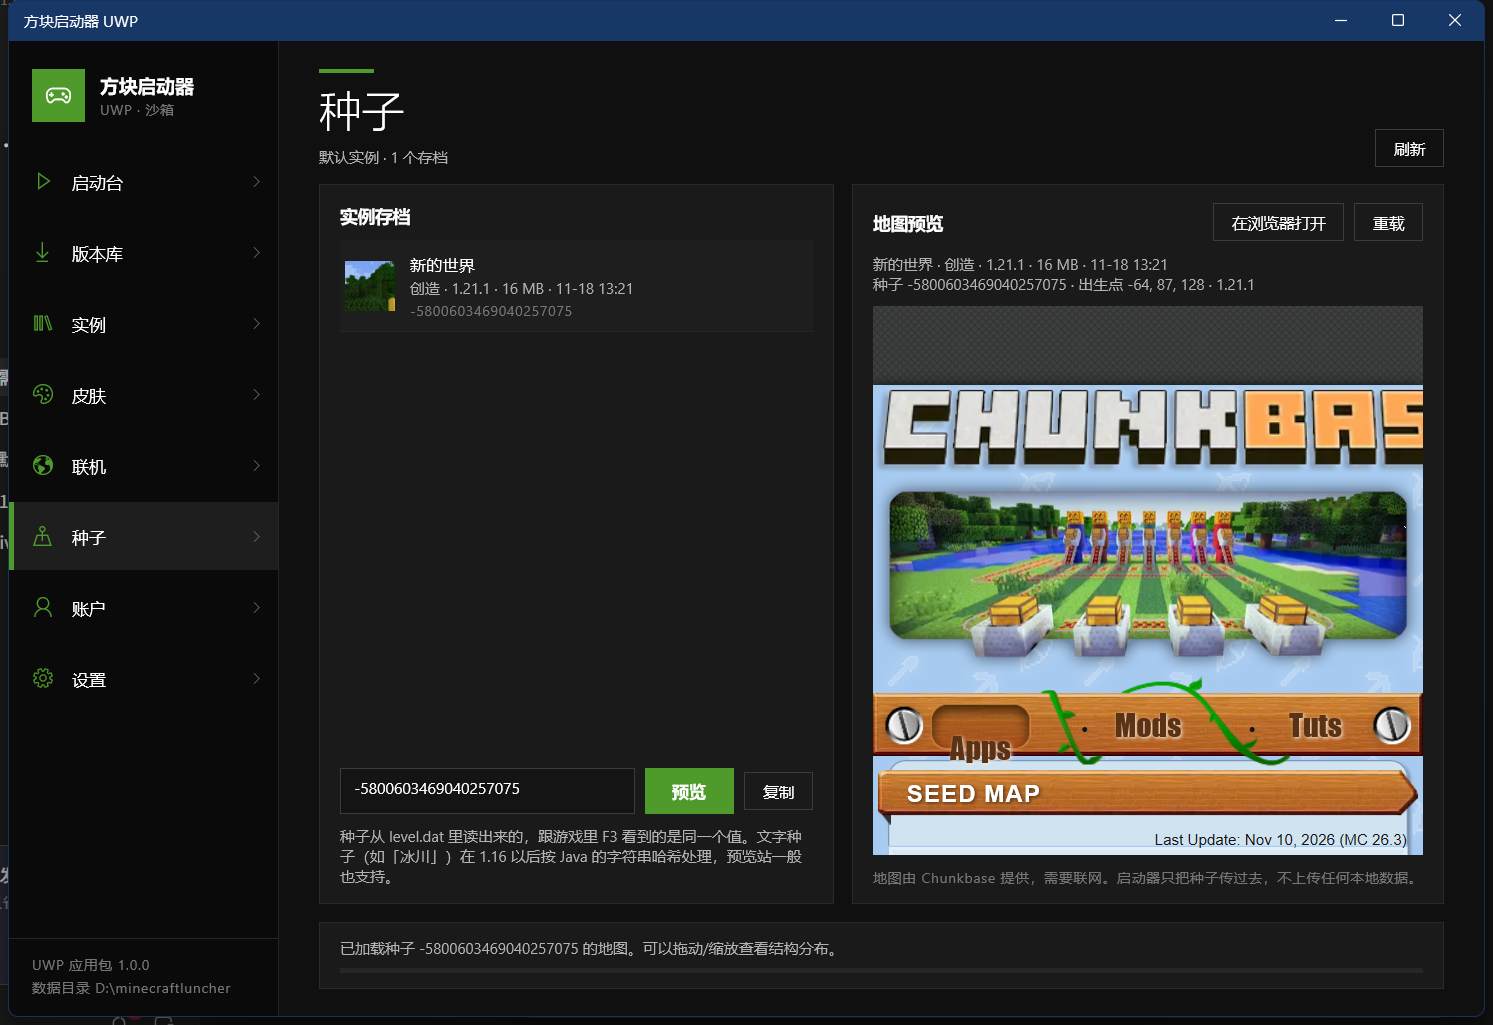 方块启动器 UWP
方块启动器
UWP · 沙箱
启动台
版本库
实例
皮肤
联机
种子
账户
设置
UWP 应用包 1.0.0
数据目录 D:\minecraftluncher
种子
默认实例 · 1 个存档
刷新
实例存档
新的世界
创造 · 1.21.1 · 16 MB · 11-18 13:21
-5800603469040257075
-5800603469040257075
预览
复制
种子从 level.dat 里读出来的，跟游戏里 F3 看到的是同一个值。文字种
子（如「冰川」）在 1.16 以后按 Java 的字符串哈希处理，预览站一般
也支持。
地图预览
在浏览器打开
重载
新的世界 · 创造 · 1.21.1 · 16 MB · 11-18 13:21
种子 -5800603469040257075 · 出生点 -64, 87, 128 · 1.21.1
CHUNKBAS
Apps
Mods
Tuts
SEED MAP
Last Update: Nov 10, 2026 (MC 26.3)
地图由 Chunkbase 提供，需要联网。启动器只把种子传过去，不上传任何本地数据。
已加载种子 -5800603469040257075 的地图。可以拖动/缩放查看结构分布。